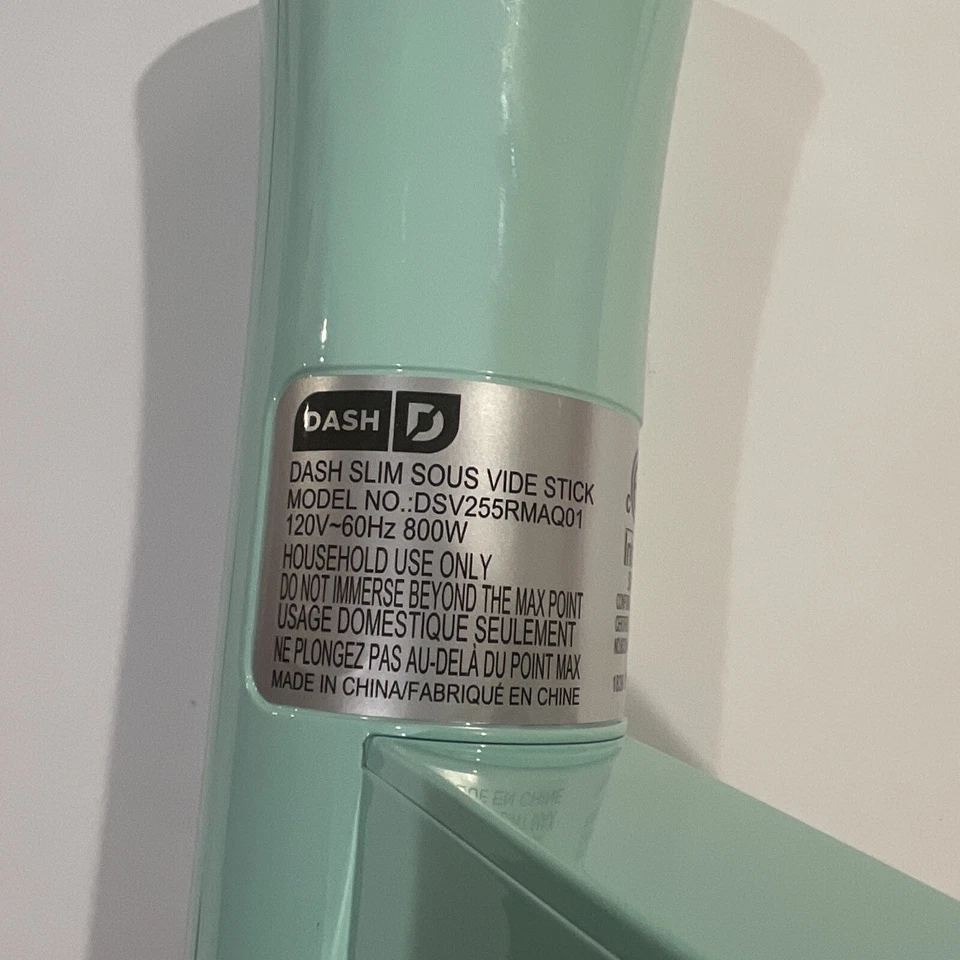 DASH
DASH SLIM SOUS VIDE STICK
MODEL NO.:DSV255RMAQ01
120V~60Hz 800W
HOUSEHOLD USE ONLY
DO NOT IMMERSE BEYOND THE MAX POINT
USAGE DOMESTIQUE SEULEMENT
NE PLONGEZ PAS AU-DELÀ DU POINT MAX
MADE IN CHINA/FABRIQUÉ EN CHINE